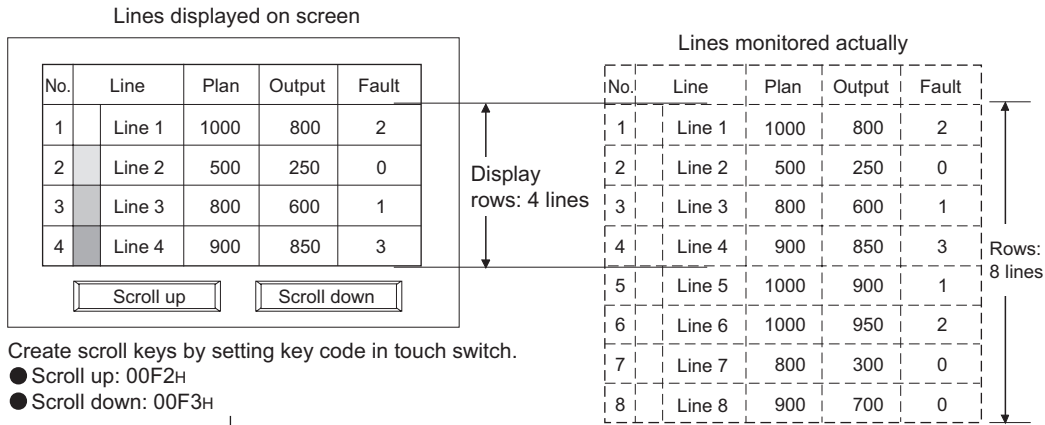 Lines displayed on screen
No. Line Plan Output Fault
1 Line 1 1000 800 2
2 Line 2 500 250 0
3 Line 3 800 600 1
4 Line 4 900 850 3
Scroll up Scroll down
Display
rows: 4 lines
Lines monitored actually
No. Line Plan Output Fault
1 Line 1 1000 800 2
2 Line 2 500 250 0
3 Line 3 800 600 1
4 Line 4 900 850 3
5 Line 5 1000 900 1
6 Line 6 1000 950 2
7 Line 7 800 300 0
8 Line 8 900 700 0
Rows:
8 lines
Create scroll keys by setting key code in touch switch.
● Scroll up: 00F2H
● Scroll down: 00F3H